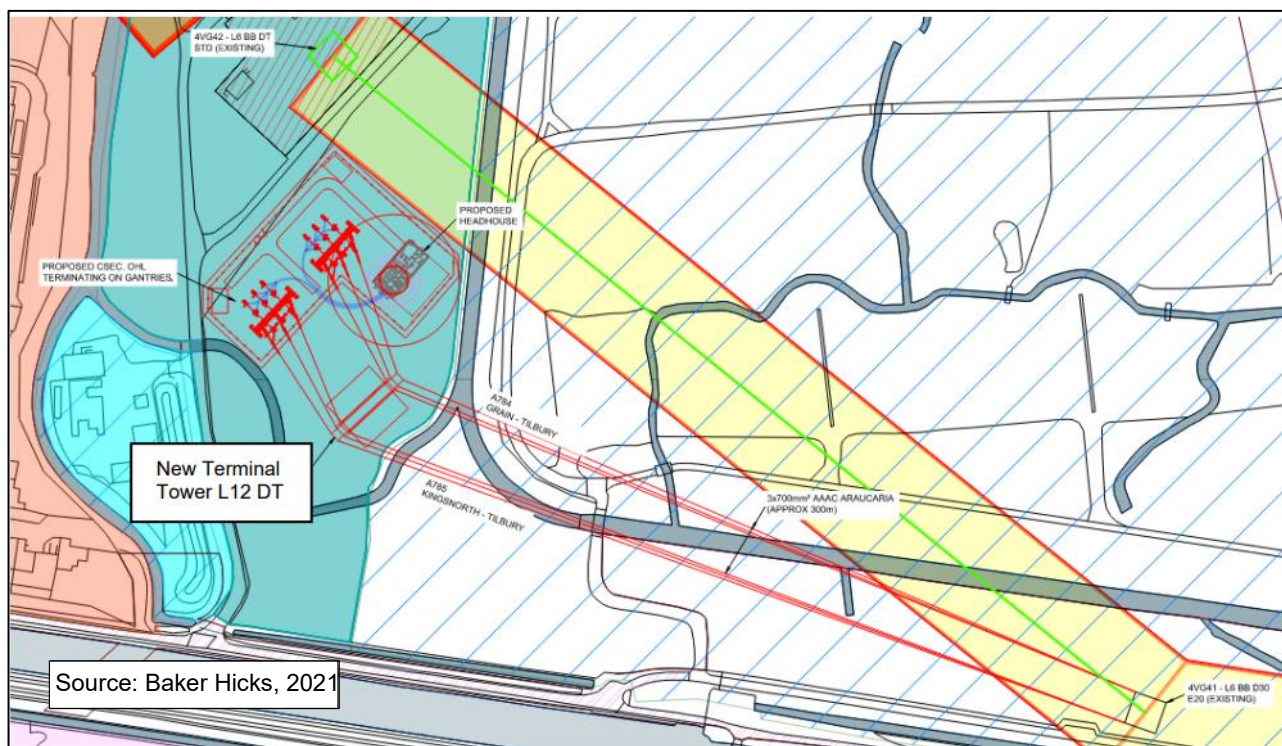 4VG42 - L6 BB DT
STD (EXISTING)
PROPOSED
HEADHOUSE
PROPOSED CSEC. OHL
TERMINATING ON GANTRIES.
A784
GRAIN - TILBURY
New Terminal
Tower L12 DT
A785
KINGSNORTH - TILBURY
3x700mm² AAAC ARAUCARIA
(APPROX 300m)
Source: Baker Hicks, 2021
4VG41 - L6 BB D30
E20 (EXISTING)